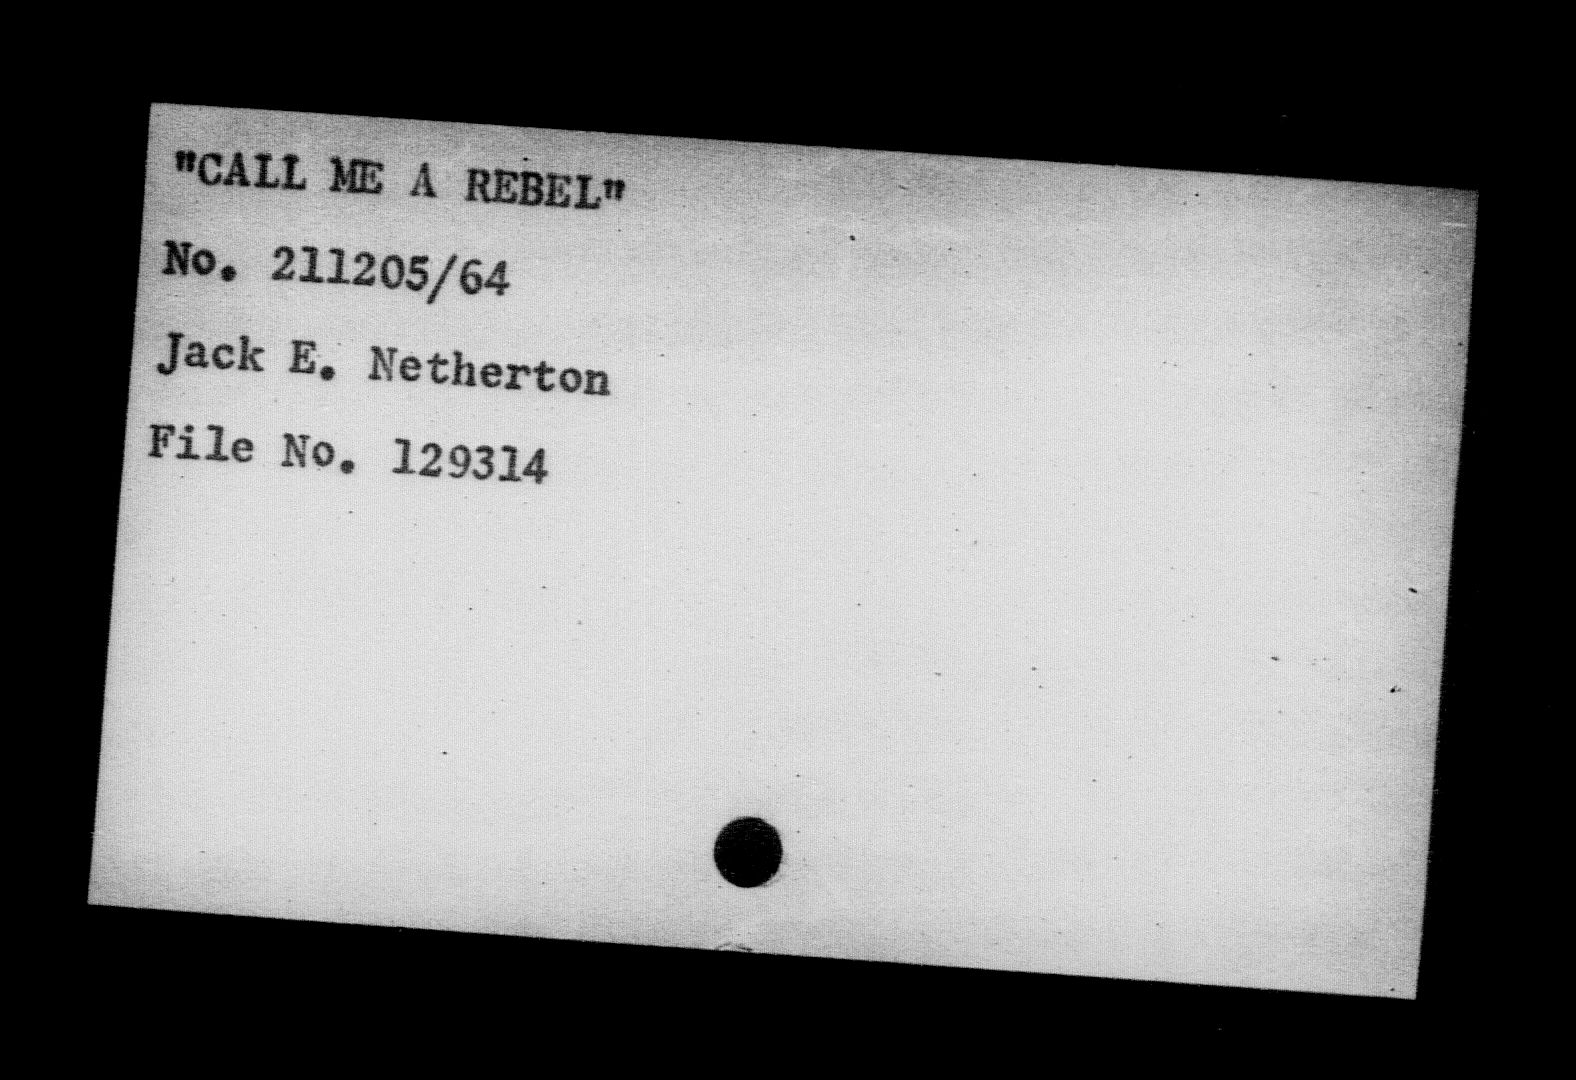 "CALL ME A REBEL"
No. 211205/64
Jack E. Netherton
File No. 129314